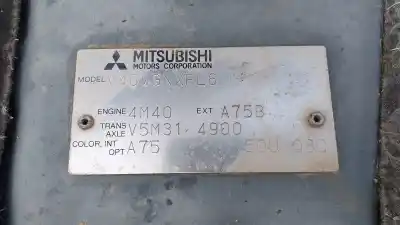 MITSUBISHI
MOTORS CORPORATION
MODEL
ENGINE 4M40 EXT A75B
TRANS AXLE V5M31 4900
COLOR, INT OPT A75